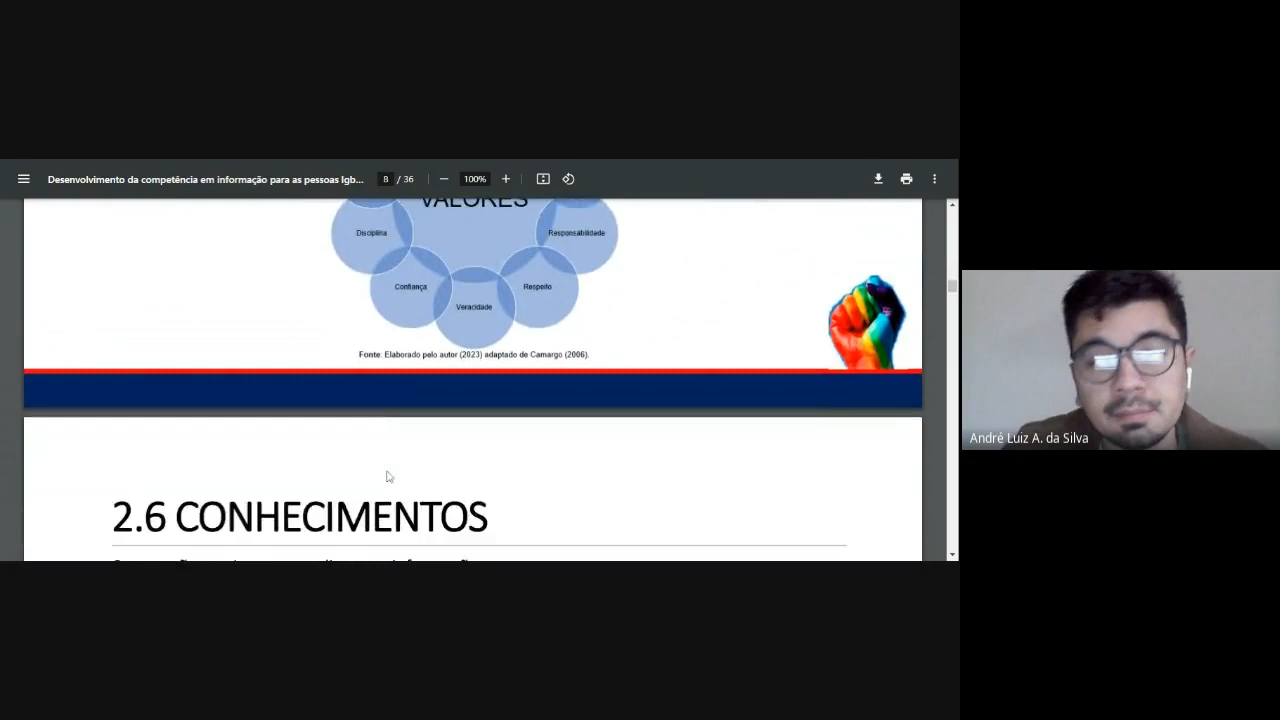 Desenvolvimento da competência em informação para as pessoas lgb...
8 / 36
100%
VALORES
Disciplina
Responsabilidade
Confiança
Respeito
Veracidade
Fonte: Elaborado pelo autor (2023) adaptado de Camargo (2006).
2.6 CONHECIMENTOS
André Luiz A. da Silva